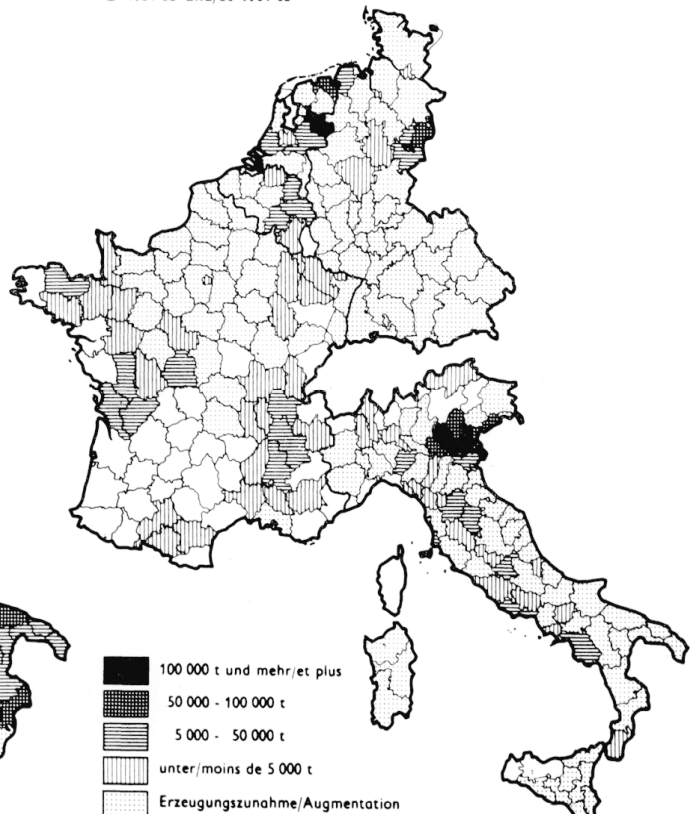 100 000 t und mehr/et plus
50 000 - 100 000 t
5 000 - 50 000 t
unter/moins de 5 000 t
Erzeugungszunahme/Augmentation